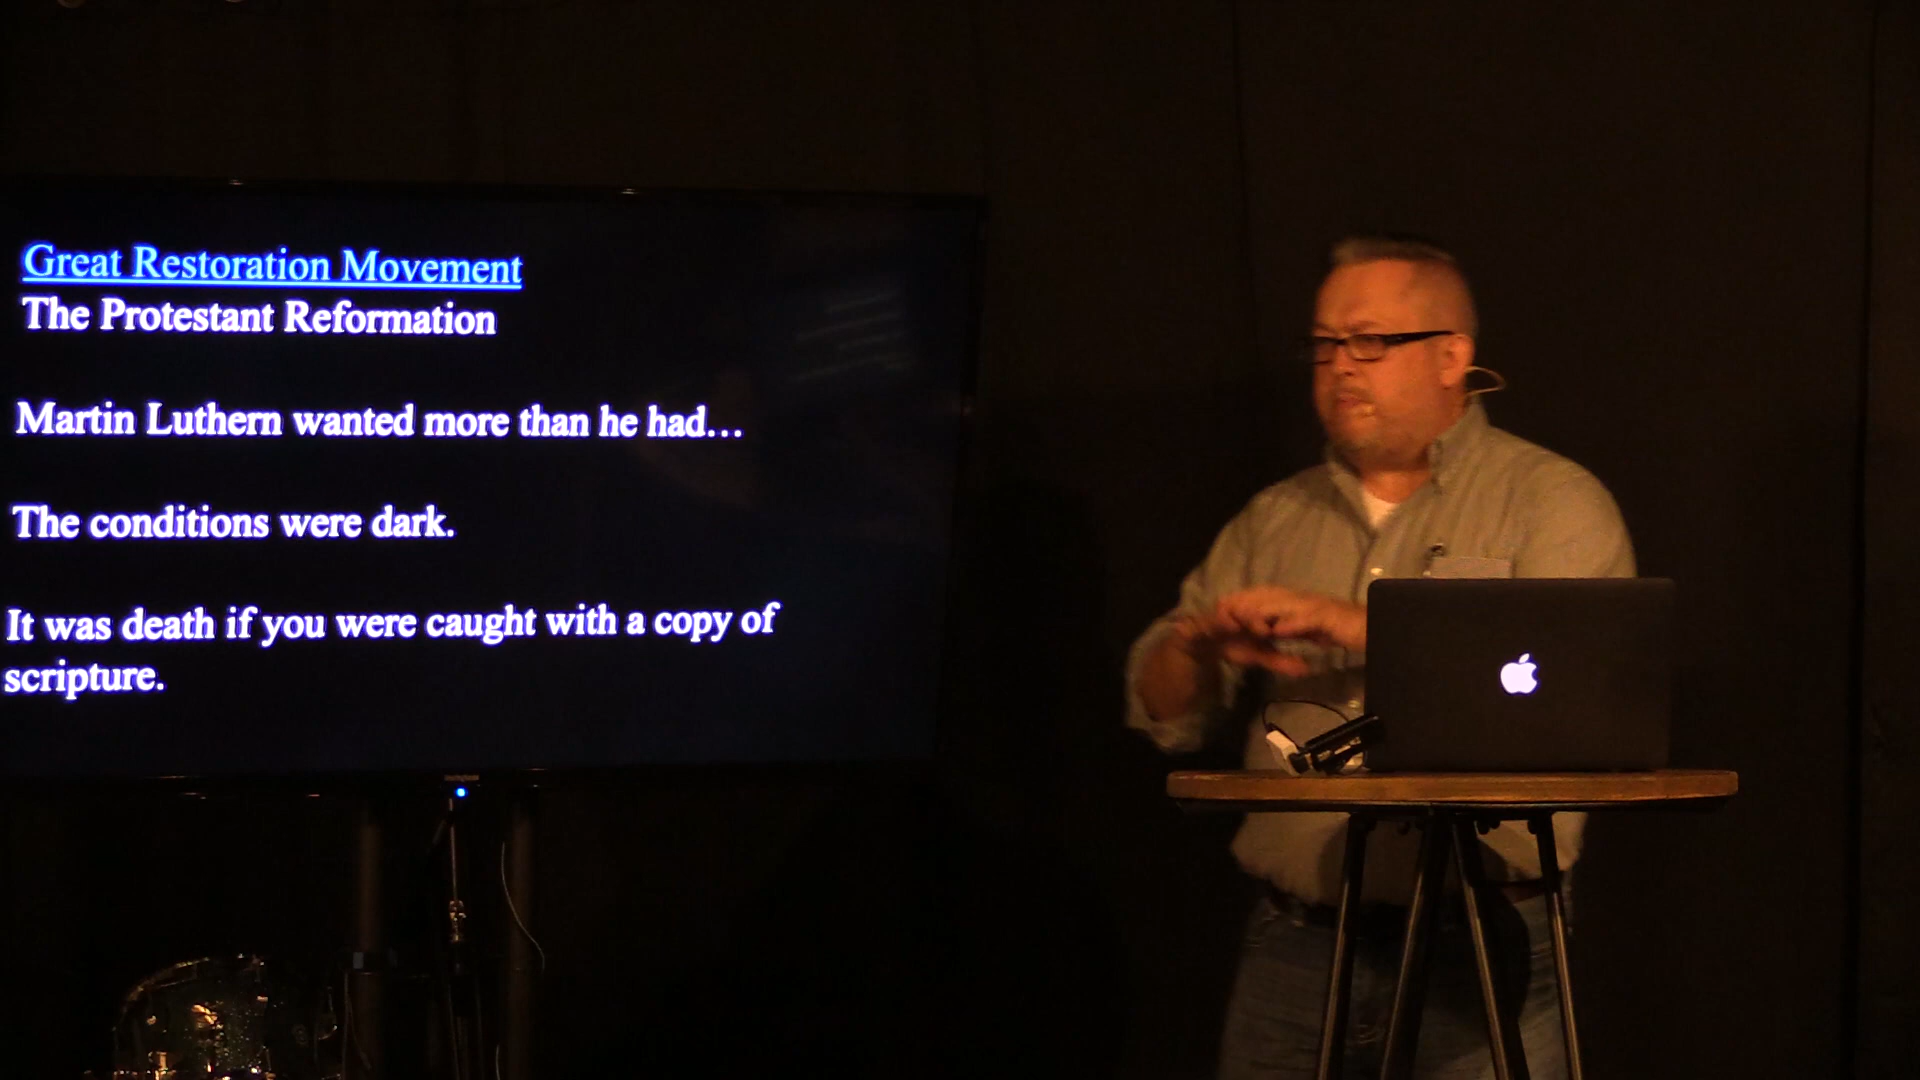 Great Restoration Movement
The Protestant Reformation
Martin Luthern wanted more than he had...
The conditions were dark.
It was death if you were caught with a copy of
scripture.